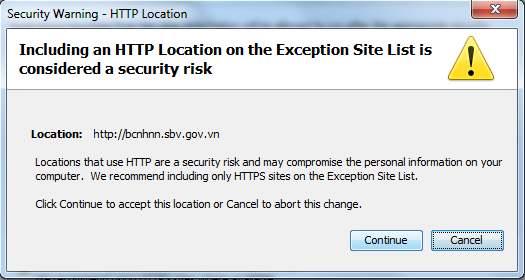 Security Warning - HTTP Location
Including an HTTP Location on the Exception Site List is
considered a security risk
Location: http://bcnhnn.sbv.gov.vn
Locations that use HTTP are a security risk and may compromise the personal information on your
computer. We recommend including only HTTPS sites on the Exception Site List.
Click Continue to accept this location or Cancel to abort this change.
Continue Cancel